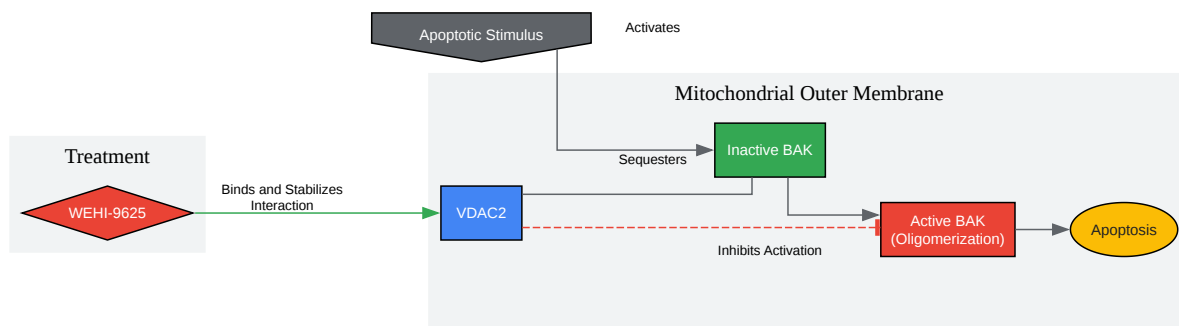 Apoptotic Stimulus
Activates
Mitochondrial Outer Membrane
Treatment
Inactive BAK
Sequesters
Binds and Stabilizes
Interaction
WEHI-9625
VDAC2
Active BAK
(Oligomerization)
Apoptosis
Inhibits Activation